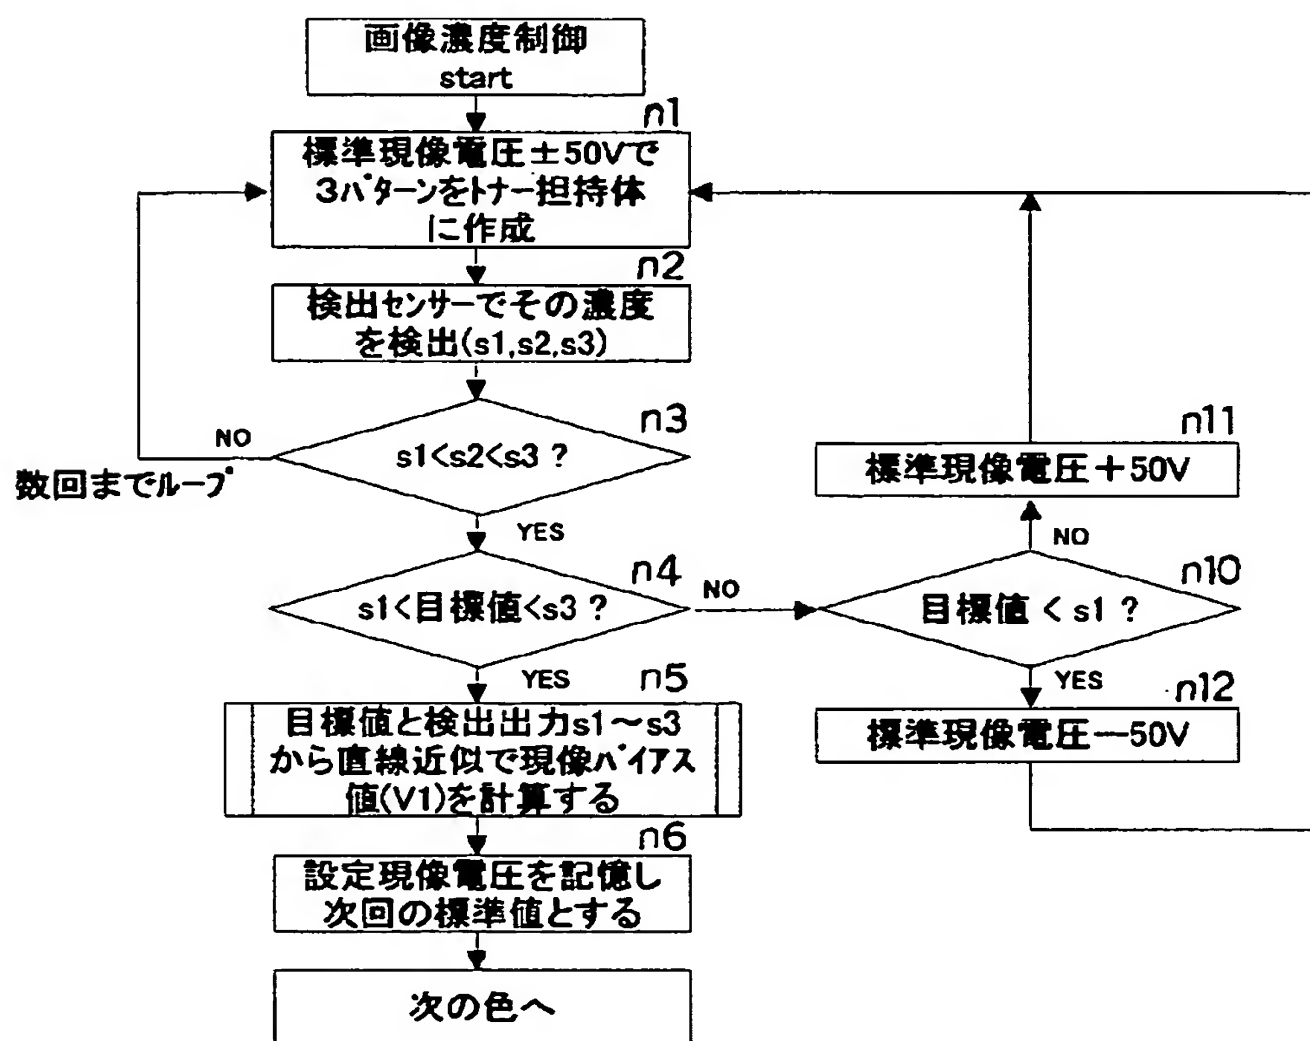 画像濃度制御
start
n1
標準現像電圧±50Vで
3パターンをトナー担持体
に作成
n2
検出センサーでその濃度
を検出(s1,s2,s3)
n3
s1<s2<s3 ?
NO
数回までループ
YES
n4
s1<目標値<s3 ?
NO
YES
n5
目標値と検出出力s1〜s3
から直線近似で現像バイアス
値(V1)を計算する
n6
設定現像電圧を記憶し
次回の標準値とする
次の色へ
n11
標準現像電圧+50V
NO
n10
目標値 < s1 ?
YES
n12
標準現像電圧ー50V